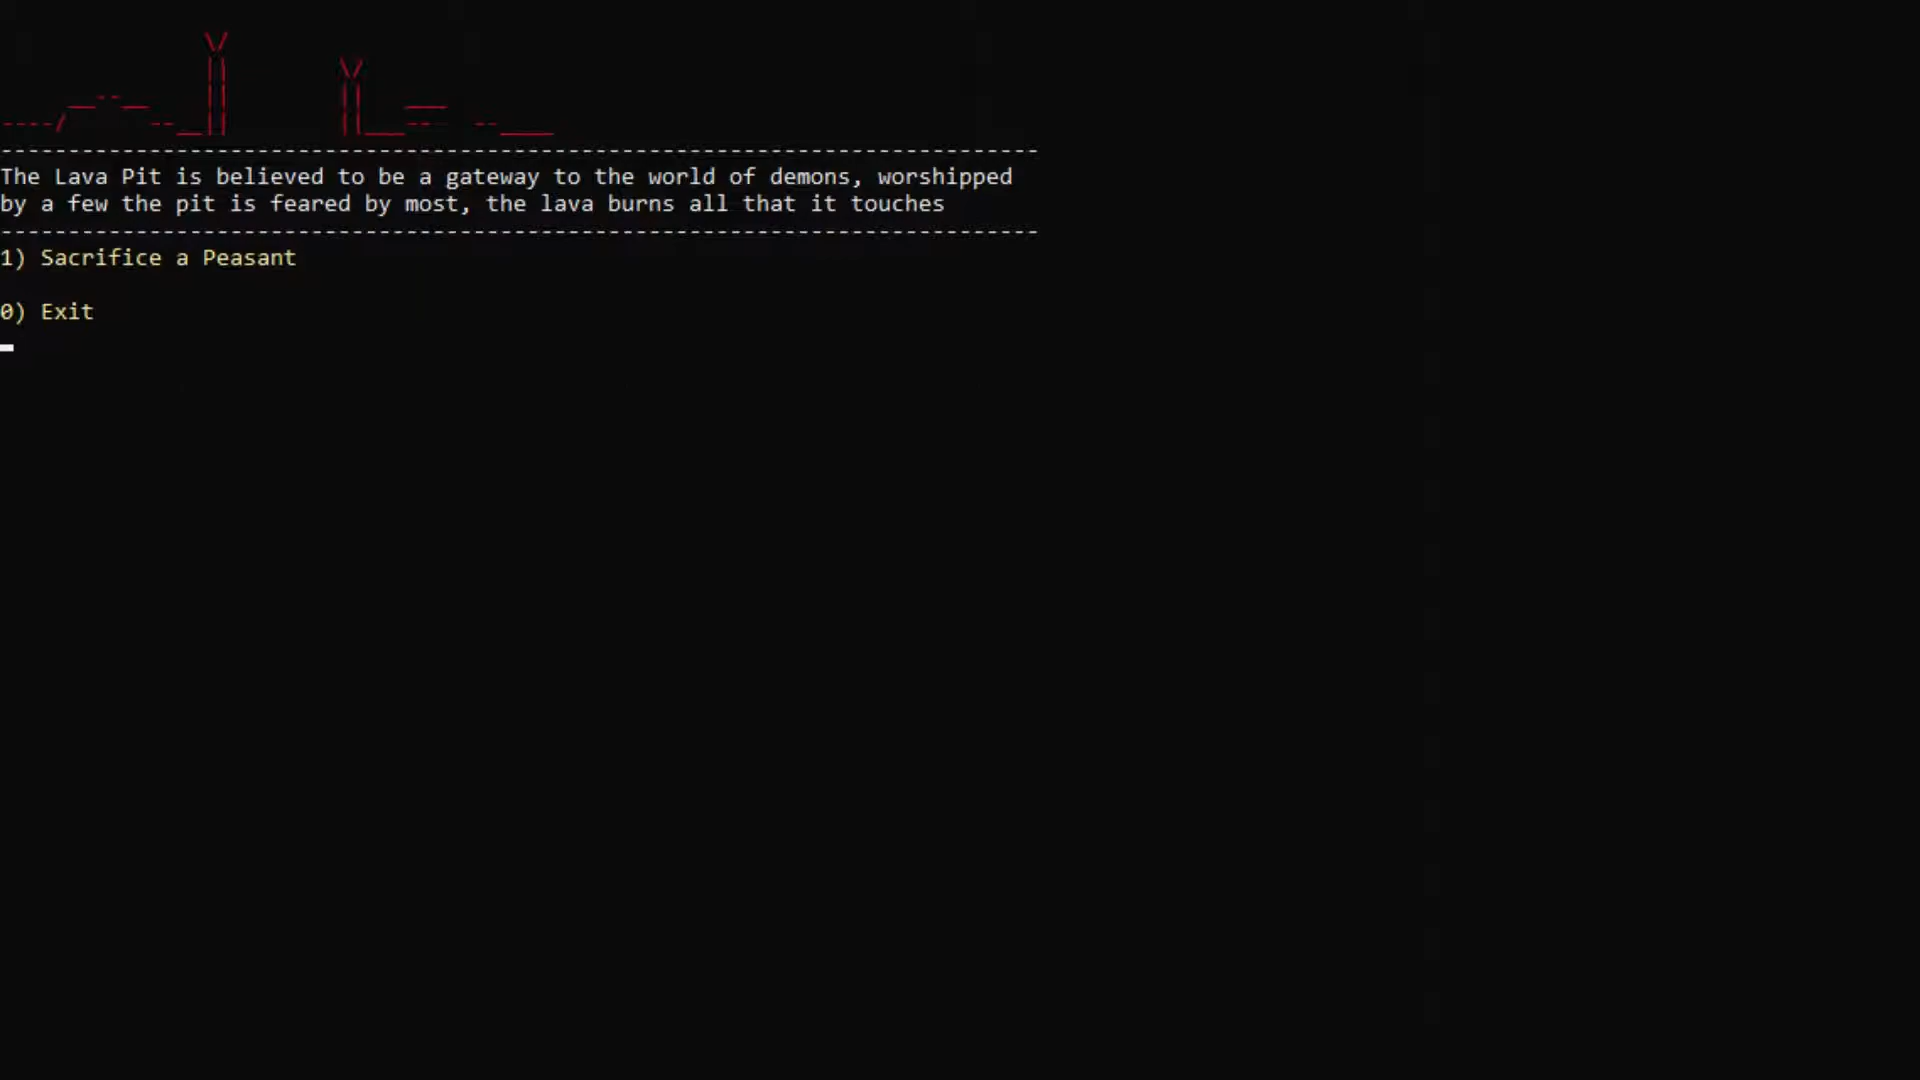 The Lava Pit is believed to be a gateway to the world of demons, worshipped
by a few the pit is feared by most, the lava burns all that it touches
1) Sacrifice a Peasant
0) Exit